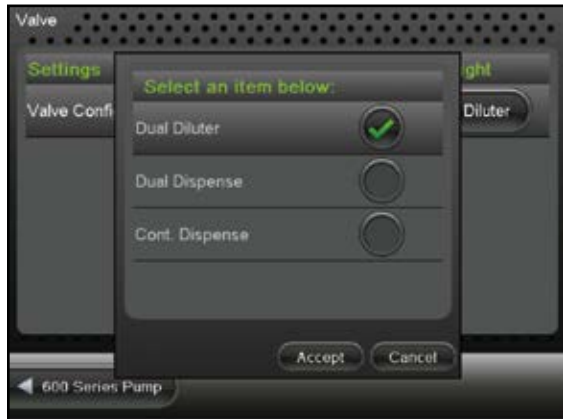 Valve
Settings ight
Valve Confi Diluter
Select an item below:
Dual Diluter
Dual Dispense
Cont. Dispense
Accept Cancel
600 Series Pump